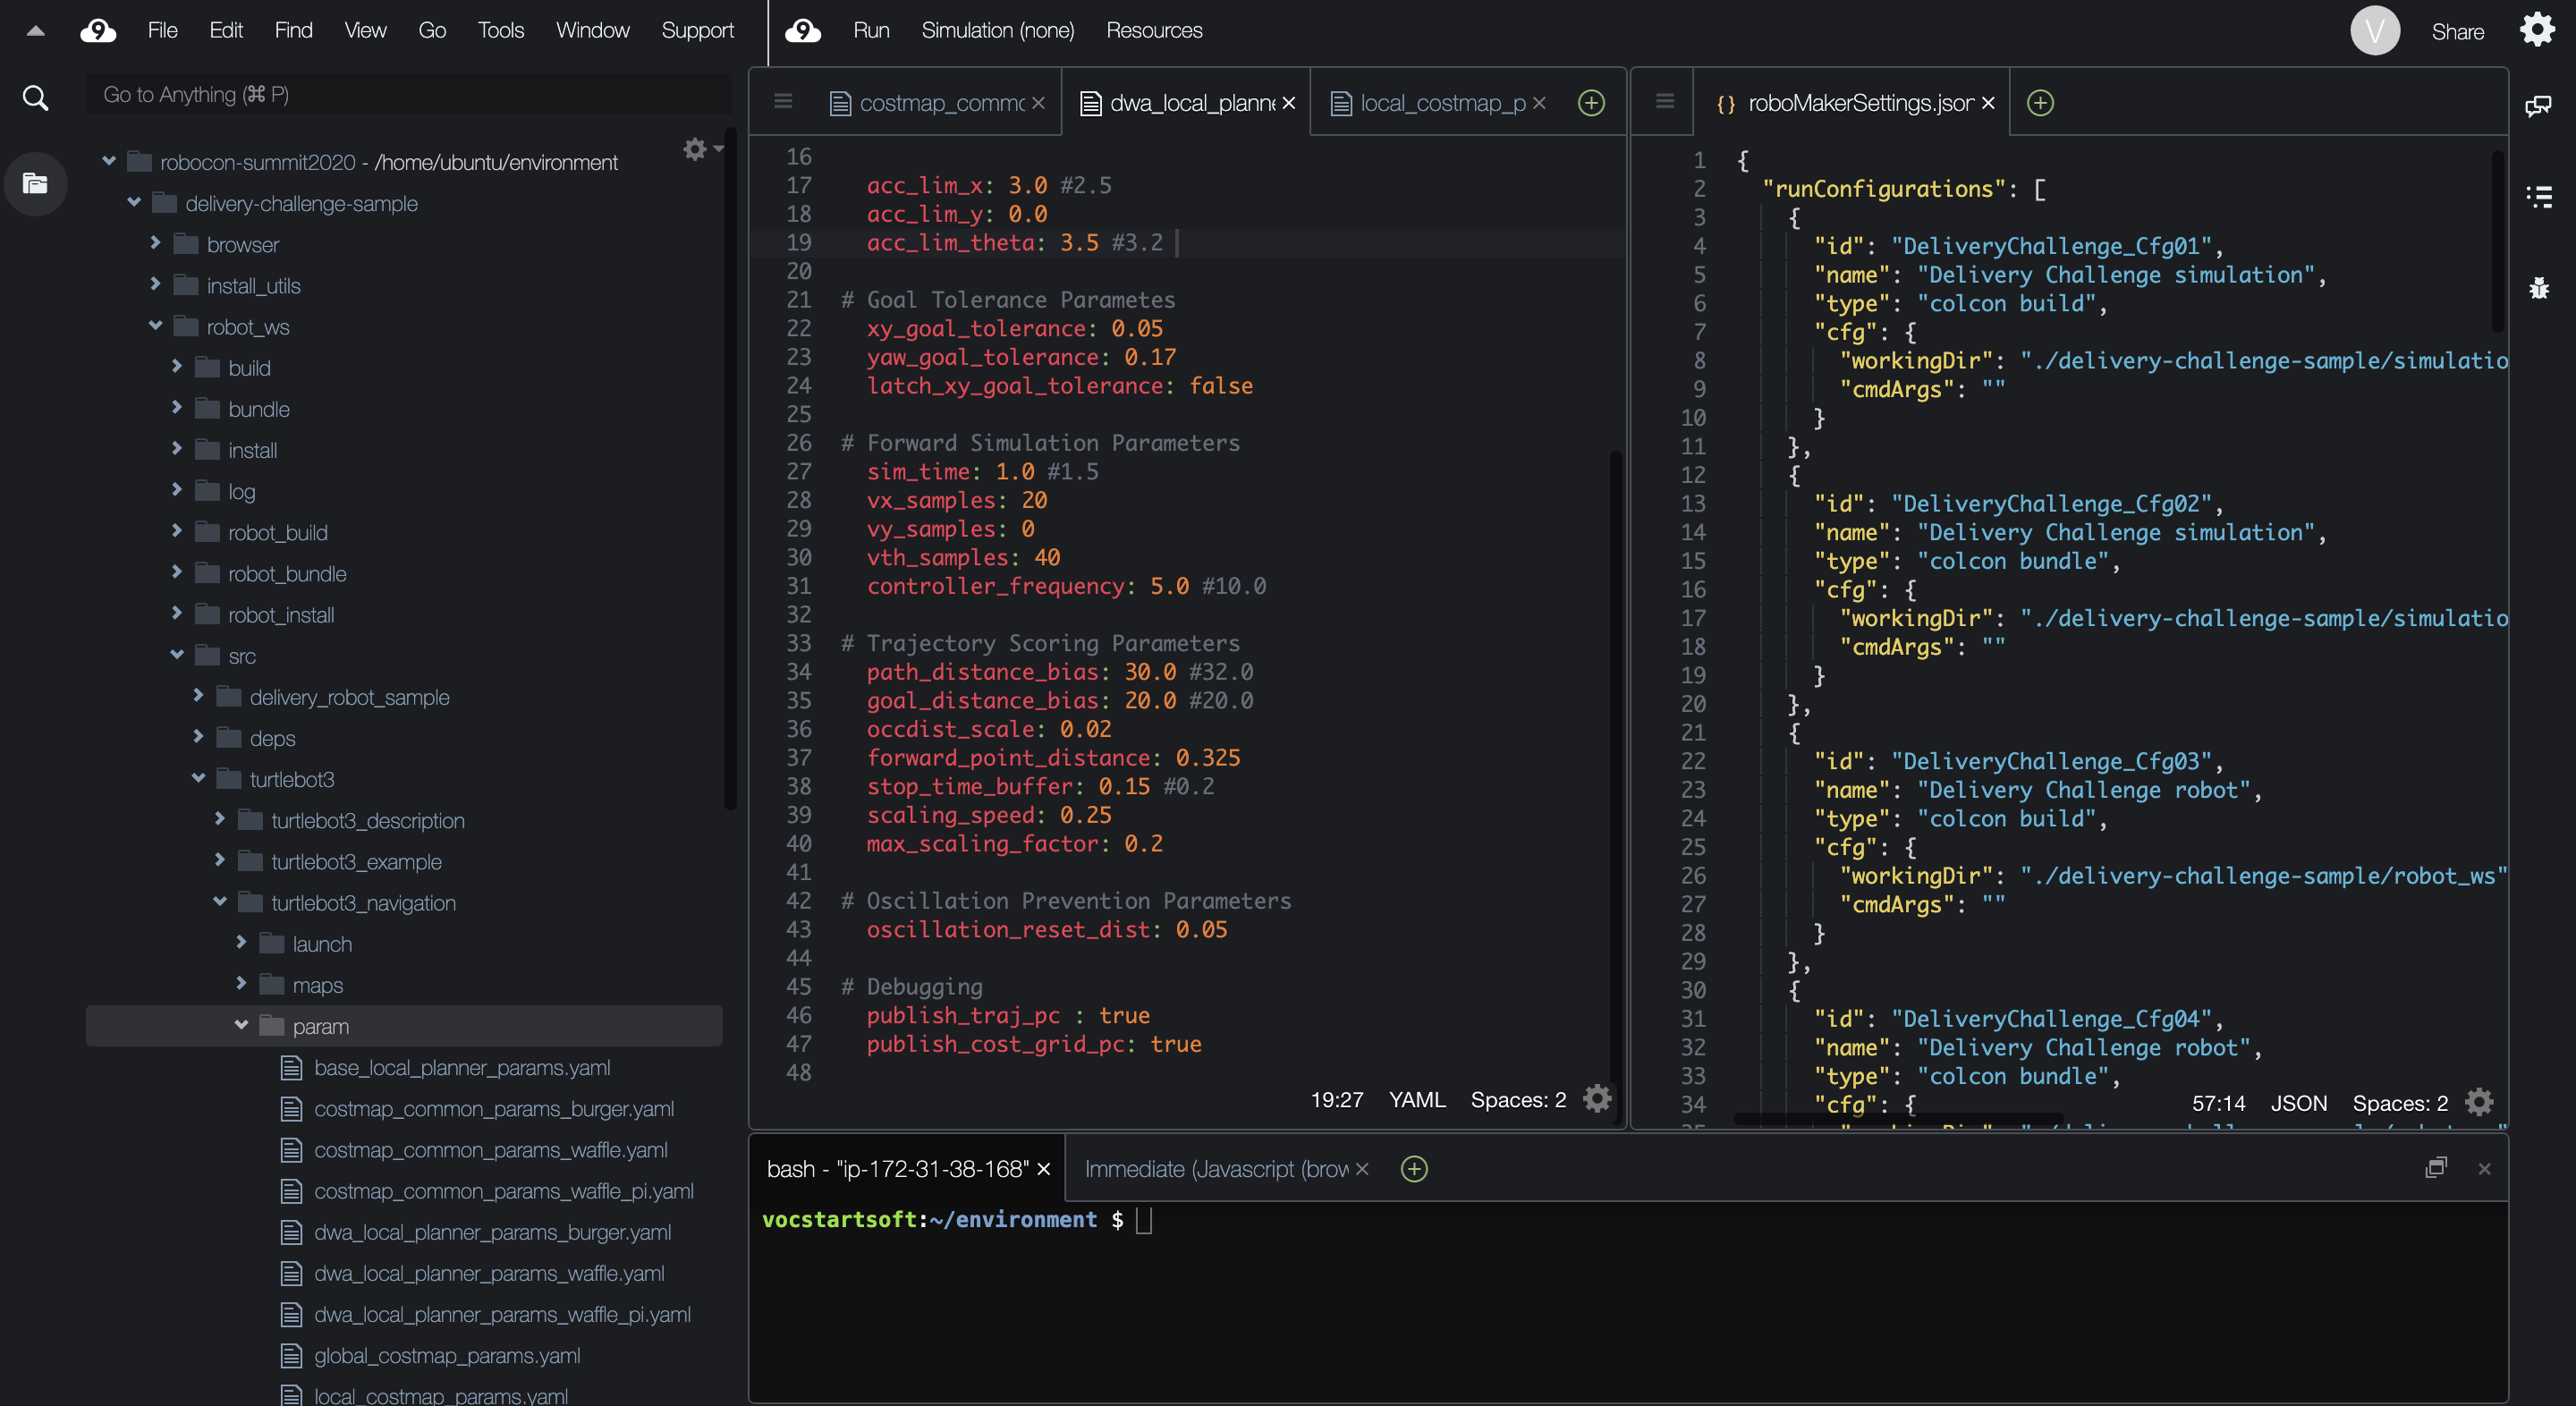 File Edit Find View Go Tools Window Support
Run Simulation (none) Resources
V Share
Go to Anything (⌘ P)
robocon-summit2020 - /home/ubuntu/environment
delivery-challenge-sample
browser
install_utils
robot_ws
build
bundle
install
log
robot_build
robot_bundle
robot_install
src
delivery_robot_sample
deps
turtlebot3
turtlebot3_description
turtlebot3_example
turtlebot3_navigation
launch
maps
param
base_local_planner_params.yaml
costmap_common_params_burger.yaml
costmap_common_params_waffle.yaml
costmap_common_params_waffle_pi.yaml
dwa_local_planner_params_burger.yaml
dwa_local_planner_params_waffle.yaml
dwa_local_planner_params_waffle_pi.yaml
global_costmap_params.yaml
local_costmap_params.yaml
costmap_commo dwa_local_planne local_costmap_p
16
17 acc_lim_x: 3.0 #2.5
18 acc_lim_y: 0.0
19 acc_lim_theta: 3.5 #3.2
20
21 # Goal Tolerance Parametes
22 xy_goal_tolerance: 0.05
23 yaw_goal_tolerance: 0.17
24 latch_xy_goal_tolerance: false
25
26 # Forward Simulation Parameters
27 sim_time: 1.0 #1.5
28 vx_samples: 20
29 vy_samples: 0
30 vth_samples: 40
31 controller_frequency: 5.0 #10.0
32
33 # Trajectory Scoring Parameters
34 path_distance_bias: 30.0 #32.0
35 goal_distance_bias: 20.0 #20.0
36 occdist_scale: 0.02
37 forward_point_distance: 0.325
38 stop_time_buffer: 0.15 #0.2
39 scaling_speed: 0.25
40 max_scaling_factor: 0.2
41
42 # Oscillation Prevention Parameters
43 oscillation_reset_dist: 0.05
44
45 # Debugging
46 publish_traj_pc : true
47 publish_cost_grid_pc: true
48
19:27 YAML Spaces: 2
{} roboMakerSettings.jsor
1 {
2 "runConfigurations": [
3 {
4 "id": "DeliveryChallenge_Cfg01",
5 "name": "Delivery Challenge simulation",
6 "type": "colcon build",
7 "cfg": {
8 "workingDir": "./delivery-challenge-sample/simulatio
9 "cmdArgs": ""
10 }
11 },
12 {
13 "id": "DeliveryChallenge_Cfg02",
14 "name": "Delivery Challenge simulation",
15 "type": "colcon bundle",
16 "cfg": {
17 "workingDir": "./delivery-challenge-sample/simulatio
18 "cmdArgs": ""
19 }
20 },
21 {
22 "id": "DeliveryChallenge_Cfg03",
23 "name": "Delivery Challenge robot",
24 "type": "colcon build",
25 "cfg": {
26 "workingDir": "./delivery-challenge-sample/robot_ws"
27 "cmdArgs": ""
28 }
29 },
30 {
31 "id": "DeliveryChallenge_Cfg04",
32 "name": "Delivery Challenge robot",
33 "type": "colcon bundle",
34 "cfg": {
57:14 JSON Spaces: 2
bash - "ip-172-31-38-168" Immediate (Javascript (brow
vocstartsoft:~/environment $